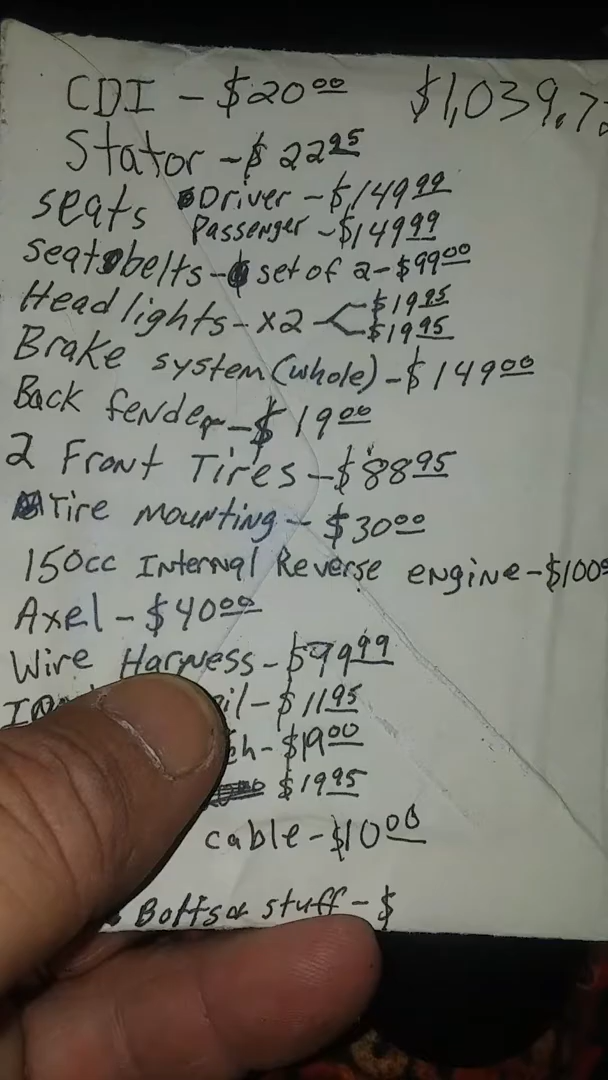 CDI - $20.00 $1,039.7
Stator - $22.95
seats Driver - $149.99
Passenger - $149.99
seatbelts - set of 2 - $99.00
Headlights - x2 < $19.95
$19.95
Brake system (whole) - $149.00
Back fender - $19.00
2 Front Tires - $88.95
Tire mounting - $30.00
150cc Internal Reverse engine - $100
Axel - $40.00
Wire Harness - $99.99
il - $11.95
ch - $19.00
$19.95
cable - $10.00
Bolts & stuff - $